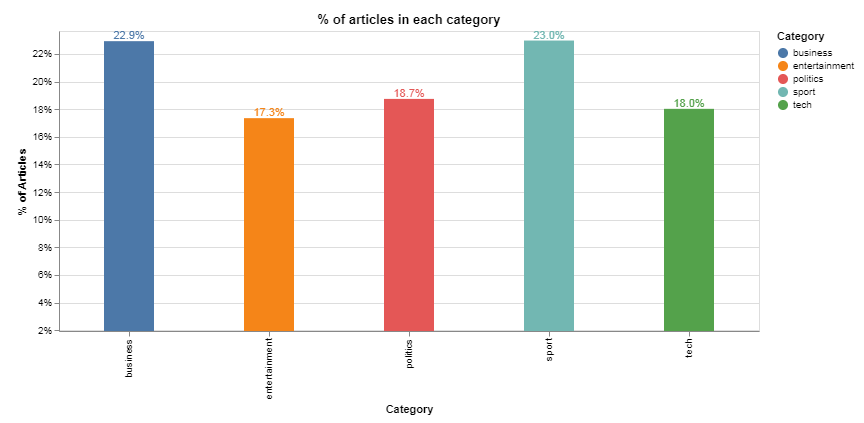 % of articles in each category
Category
business
entertainment
politics
sport
tech
22.9%
17.3%
18.7%
23.0%
18.0%
% of Articles
22%
20%
18%
16%
14%
12%
10%
8%
6%
4%
2%
business
entertainment
politics
sport
tech
Category